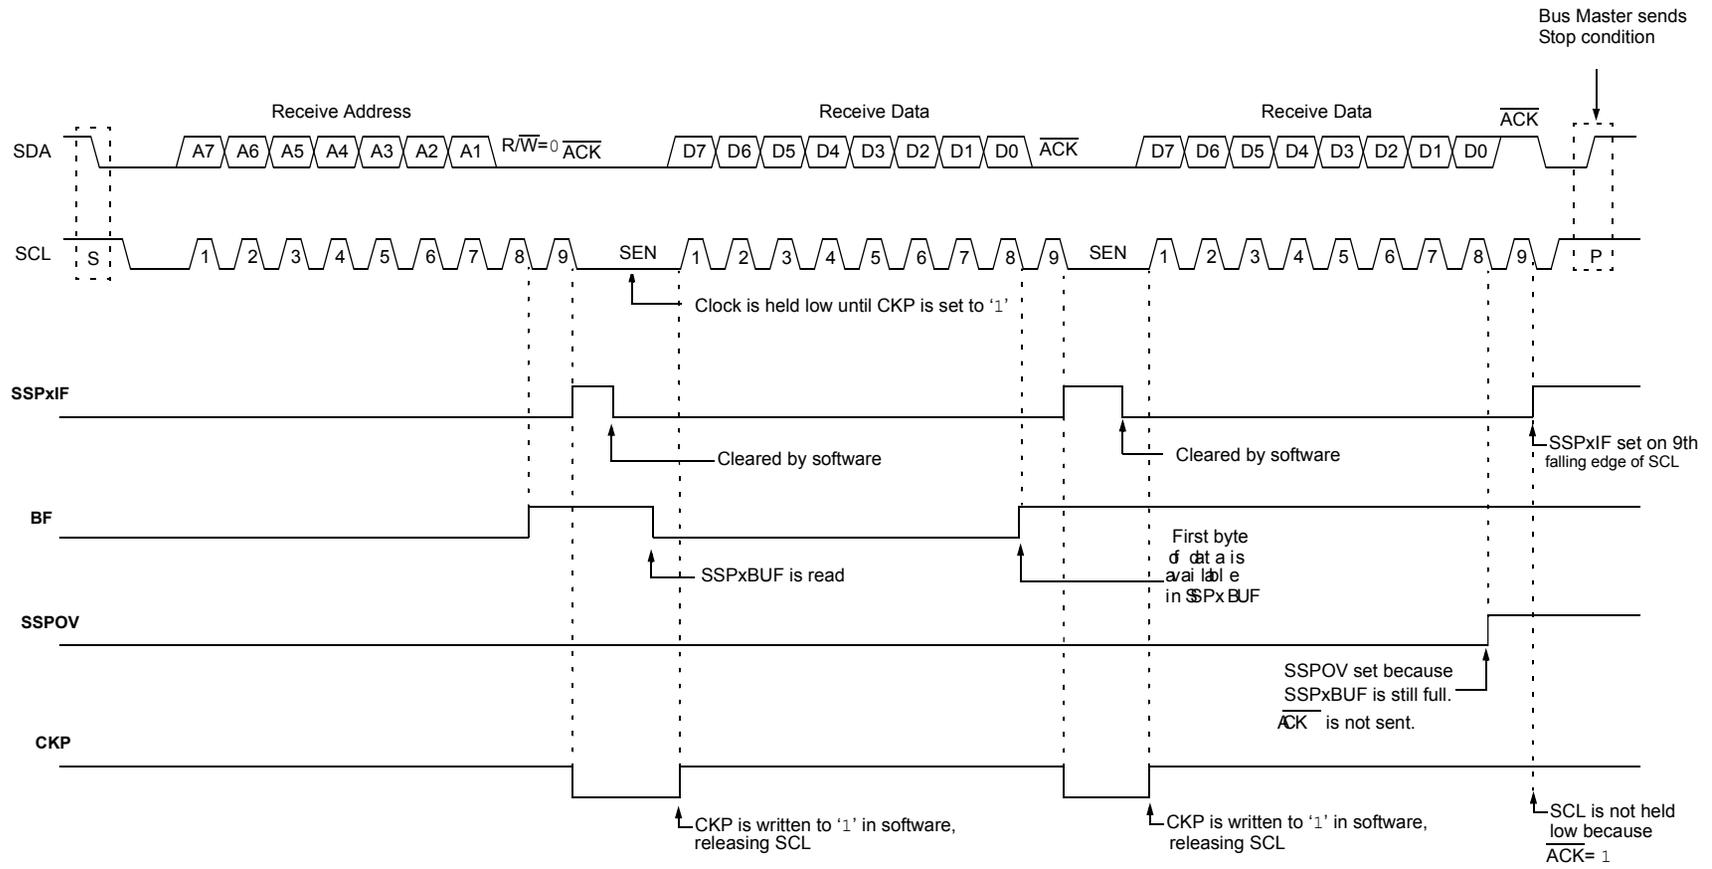 Bus Master sends
Stop condition
Receive Address
Receive Data
Receive Data
ACK
SDA
A7 A6 A5 A4 A3 A2 A1 R/W=0 ACK
D7 D6 D5 D4 D3 D2 D1 D0 ACK
D7 D6 D5 D4 D3 D2 D1 D0
SCL
S
1 2 3 4 5 6 7 8 9
SEN
1 2 3 4 5 6 7 8 9
SEN
1 2 3 4 5 6 7 8 9
P
Clock is held low until CKP is set to ‘1’
SSPxIF
Cleared by software
Cleared by software
SSPxIF set on 9th
falling edge of SCL
BF
SSPxBUF is read
First byte
of data is
available
in SSPxBUF
SSPOV
SSPOV set because
SSPxBUF is still full.
ACK is not sent.
CKP
CKP is written to ‘1’ in software,
releasing SCL
CKP is written to ‘1’ in software,
releasing SCL
SCL is not held
low because
ACK= 1